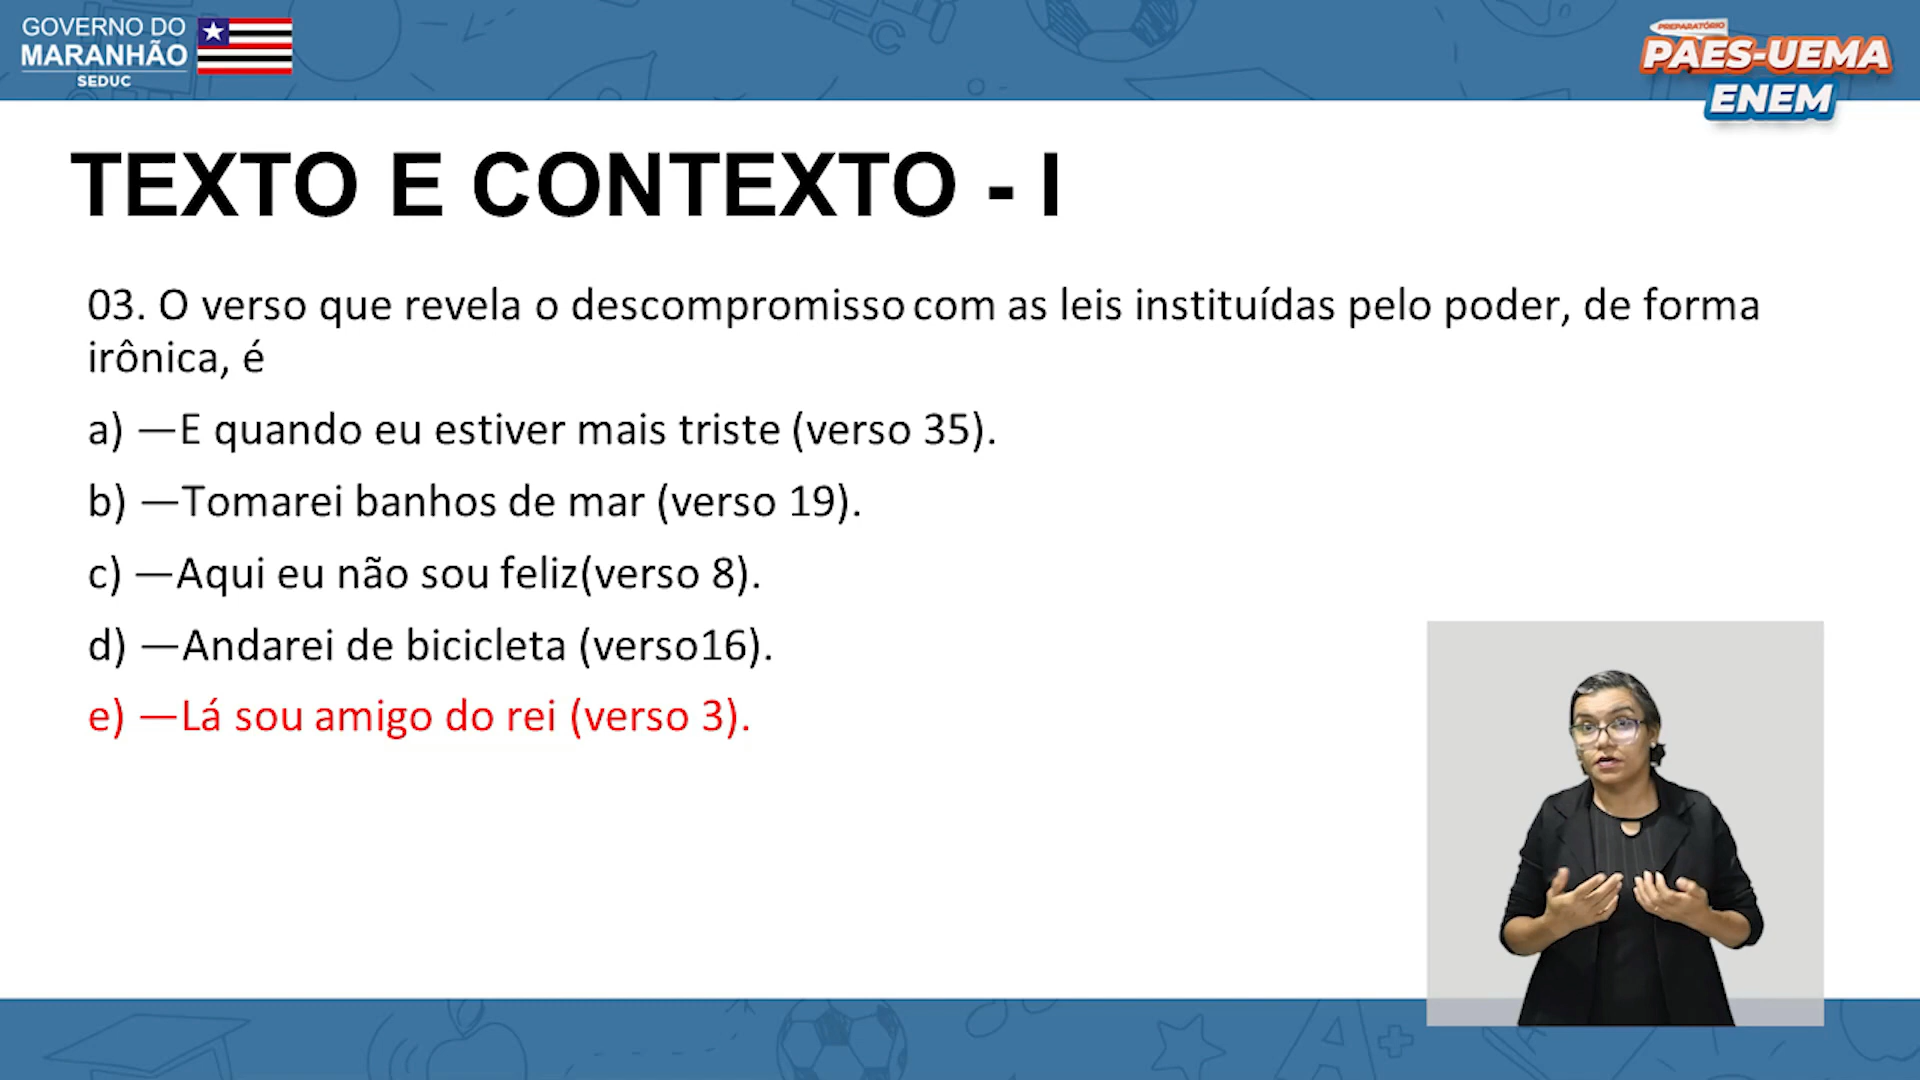 GOVERNO DO
MARANHÃO
SEDUC
PREPARATÓRIO
PAES-UEMA
ENEM
TEXTO E CONTEXTO - I
03. O verso que revela o descompromisso com as leis instituídas pelo poder, de forma
irônica, é
a) —E quando eu estiver mais triste (verso 35).
b) —Tomarei banhos de mar (verso 19).
c) —Aqui eu não sou feliz(verso 8).
d) —Andarei de bicicleta (verso16).
e) —Lá sou amigo do rei (verso 3).